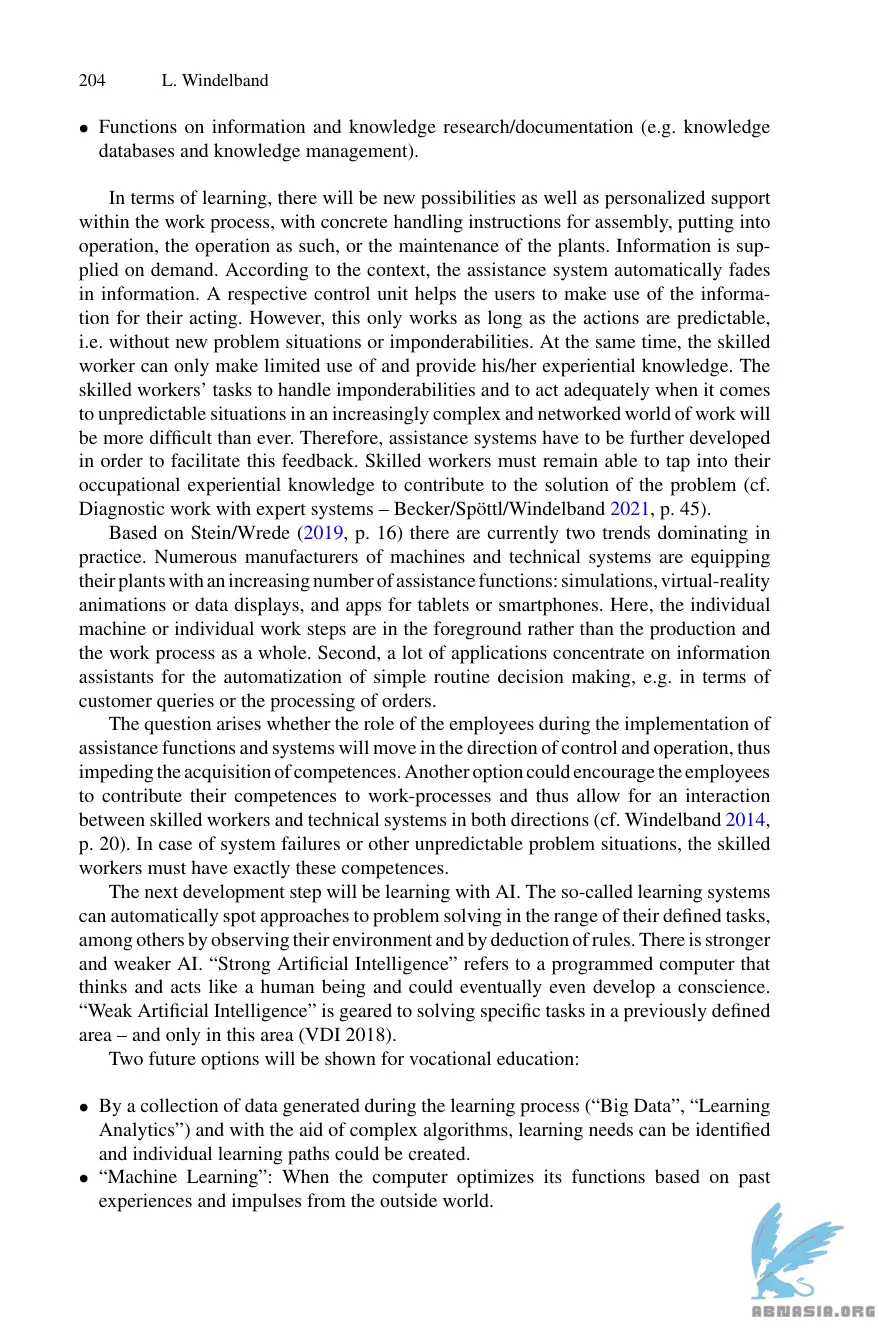 204 L. Windelband
• Functions on information and knowledge research/documentation (e.g. knowledge
databases and knowledge management).
In terms of learning, there will be new possibilities as well as personalized support
within the work process, with concrete handling instructions for assembly, putting into
operation, the operation as such, or the maintenance of the plants. Information is sup-
plied on demand. According to the context, the assistance system automatically fades
in information. A respective control unit helps the users to make use of the informa-
tion for their acting. However, this only works as long as the actions are predictable,
i.e. without new problem situations or imponderabilities. At the same time, the skilled
worker can only make limited use of and provide his/her experiential knowledge. The
skilled workers’ tasks to handle imponderabilities and to act adequately when it comes
to unpredictable situations in an increasingly complex and networked world of work will
be more difficult than ever. Therefore, assistance systems have to be further developed
in order to facilitate this feedback. Skilled workers must remain able to tap into their
occupational experiential knowledge to contribute to the solution of the problem (cf.
Diagnostic work with expert systems – Becker/Spöttl/Windelband 2021, p. 45).
Based on Stein/Wrede (2019, p. 16) there are currently two trends dominating in
practice. Numerous manufacturers of machines and technical systems are equipping
their plants with an increasing number of assistance functions: simulations, virtual-reality
animations or data displays, and apps for tablets or smartphones. Here, the individual
machine or individual work steps are in the foreground rather than the production and
the work process as a whole. Second, a lot of applications concentrate on information
assistants for the automatization of simple routine decision making, e.g. in terms of
customer queries or the processing of orders.
The question arises whether the role of the employees during the implementation of
assistance functions and systems will move in the direction of control and operation, thus
impeding the acquisition of competences. Another option could encourage the employees
to contribute their competences to work-processes and thus allow for an interaction
between skilled workers and technical systems in both directions (cf. Windelband 2014,
p. 20). In case of system failures or other unpredictable problem situations, the skilled
workers must have exactly these competences.
The next development step will be learning with AI. The so-called learning systems
can automatically spot approaches to problem solving in the range of their defined tasks,
among others by observing their environment and by deduction of rules. There is stronger
and weaker AI. “Strong Artificial Intelligence” refers to a programmed computer that
thinks and acts like a human being and could eventually even develop a conscience.
“Weak Artificial Intelligence” is geared to solving specific tasks in a previously defined
area – and only in this area (VDI 2018).
Two future options will be shown for vocational education:
• By a collection of data generated during the learning process (“Big Data”, “Learning
Analytics”) and with the aid of complex algorithms, learning needs can be identified
and individual learning paths could be created.
• “Machine Learning”: When the computer optimizes its functions based on past
experiences and impulses from the outside world.
ABNASIA.ORG